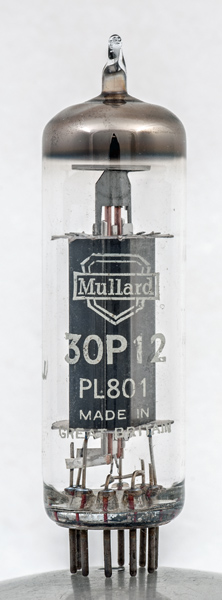 Mullard
30P12
PL801
MADE IN
GREAT BRITAIN